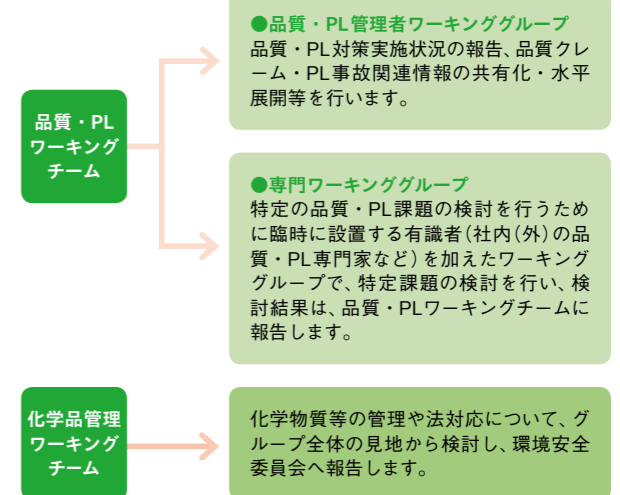 ●品質・PL管理者ワーキンググループ
品質・PL対策実施状況の報告、品質クレ
ーム・PL事故関連情報の共有化・水平
展開等を行います。
品質・PL
ワーキング
チーム
●専門ワーキンググループ
特定の品質・PL課題の検討を行うため
に臨時に設置する有識者(社内(外)の品
質・PL専門家など)を加えたワーキング
グループで、特定課題の検討を行い、検
討結果は、品質・PLワーキングチームに
報告します。
化学品管理
ワーキング
チーム
化学物質等の管理や法対応について、グ
ループ全体の見地から検討し、環境安全
委員会へ報告します。